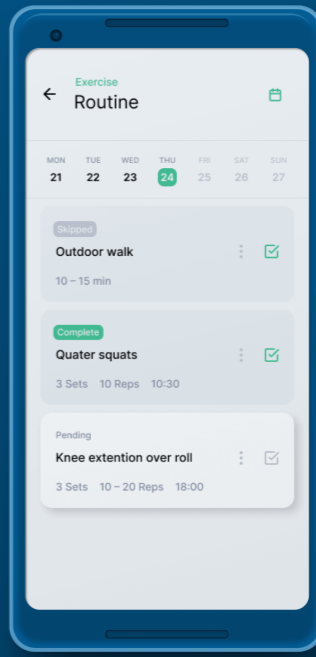 Exercise
Routine
MON TUE WED THU FRI SAT SUN
21 22 23 24 25 26 27
Skipped
Outdoor walk
10 – 15 min
Complete
Quater squats
3 Sets 10 Reps 10:30
Pending
Knee extention over roll
3 Sets 10 – 20 Reps 18:00